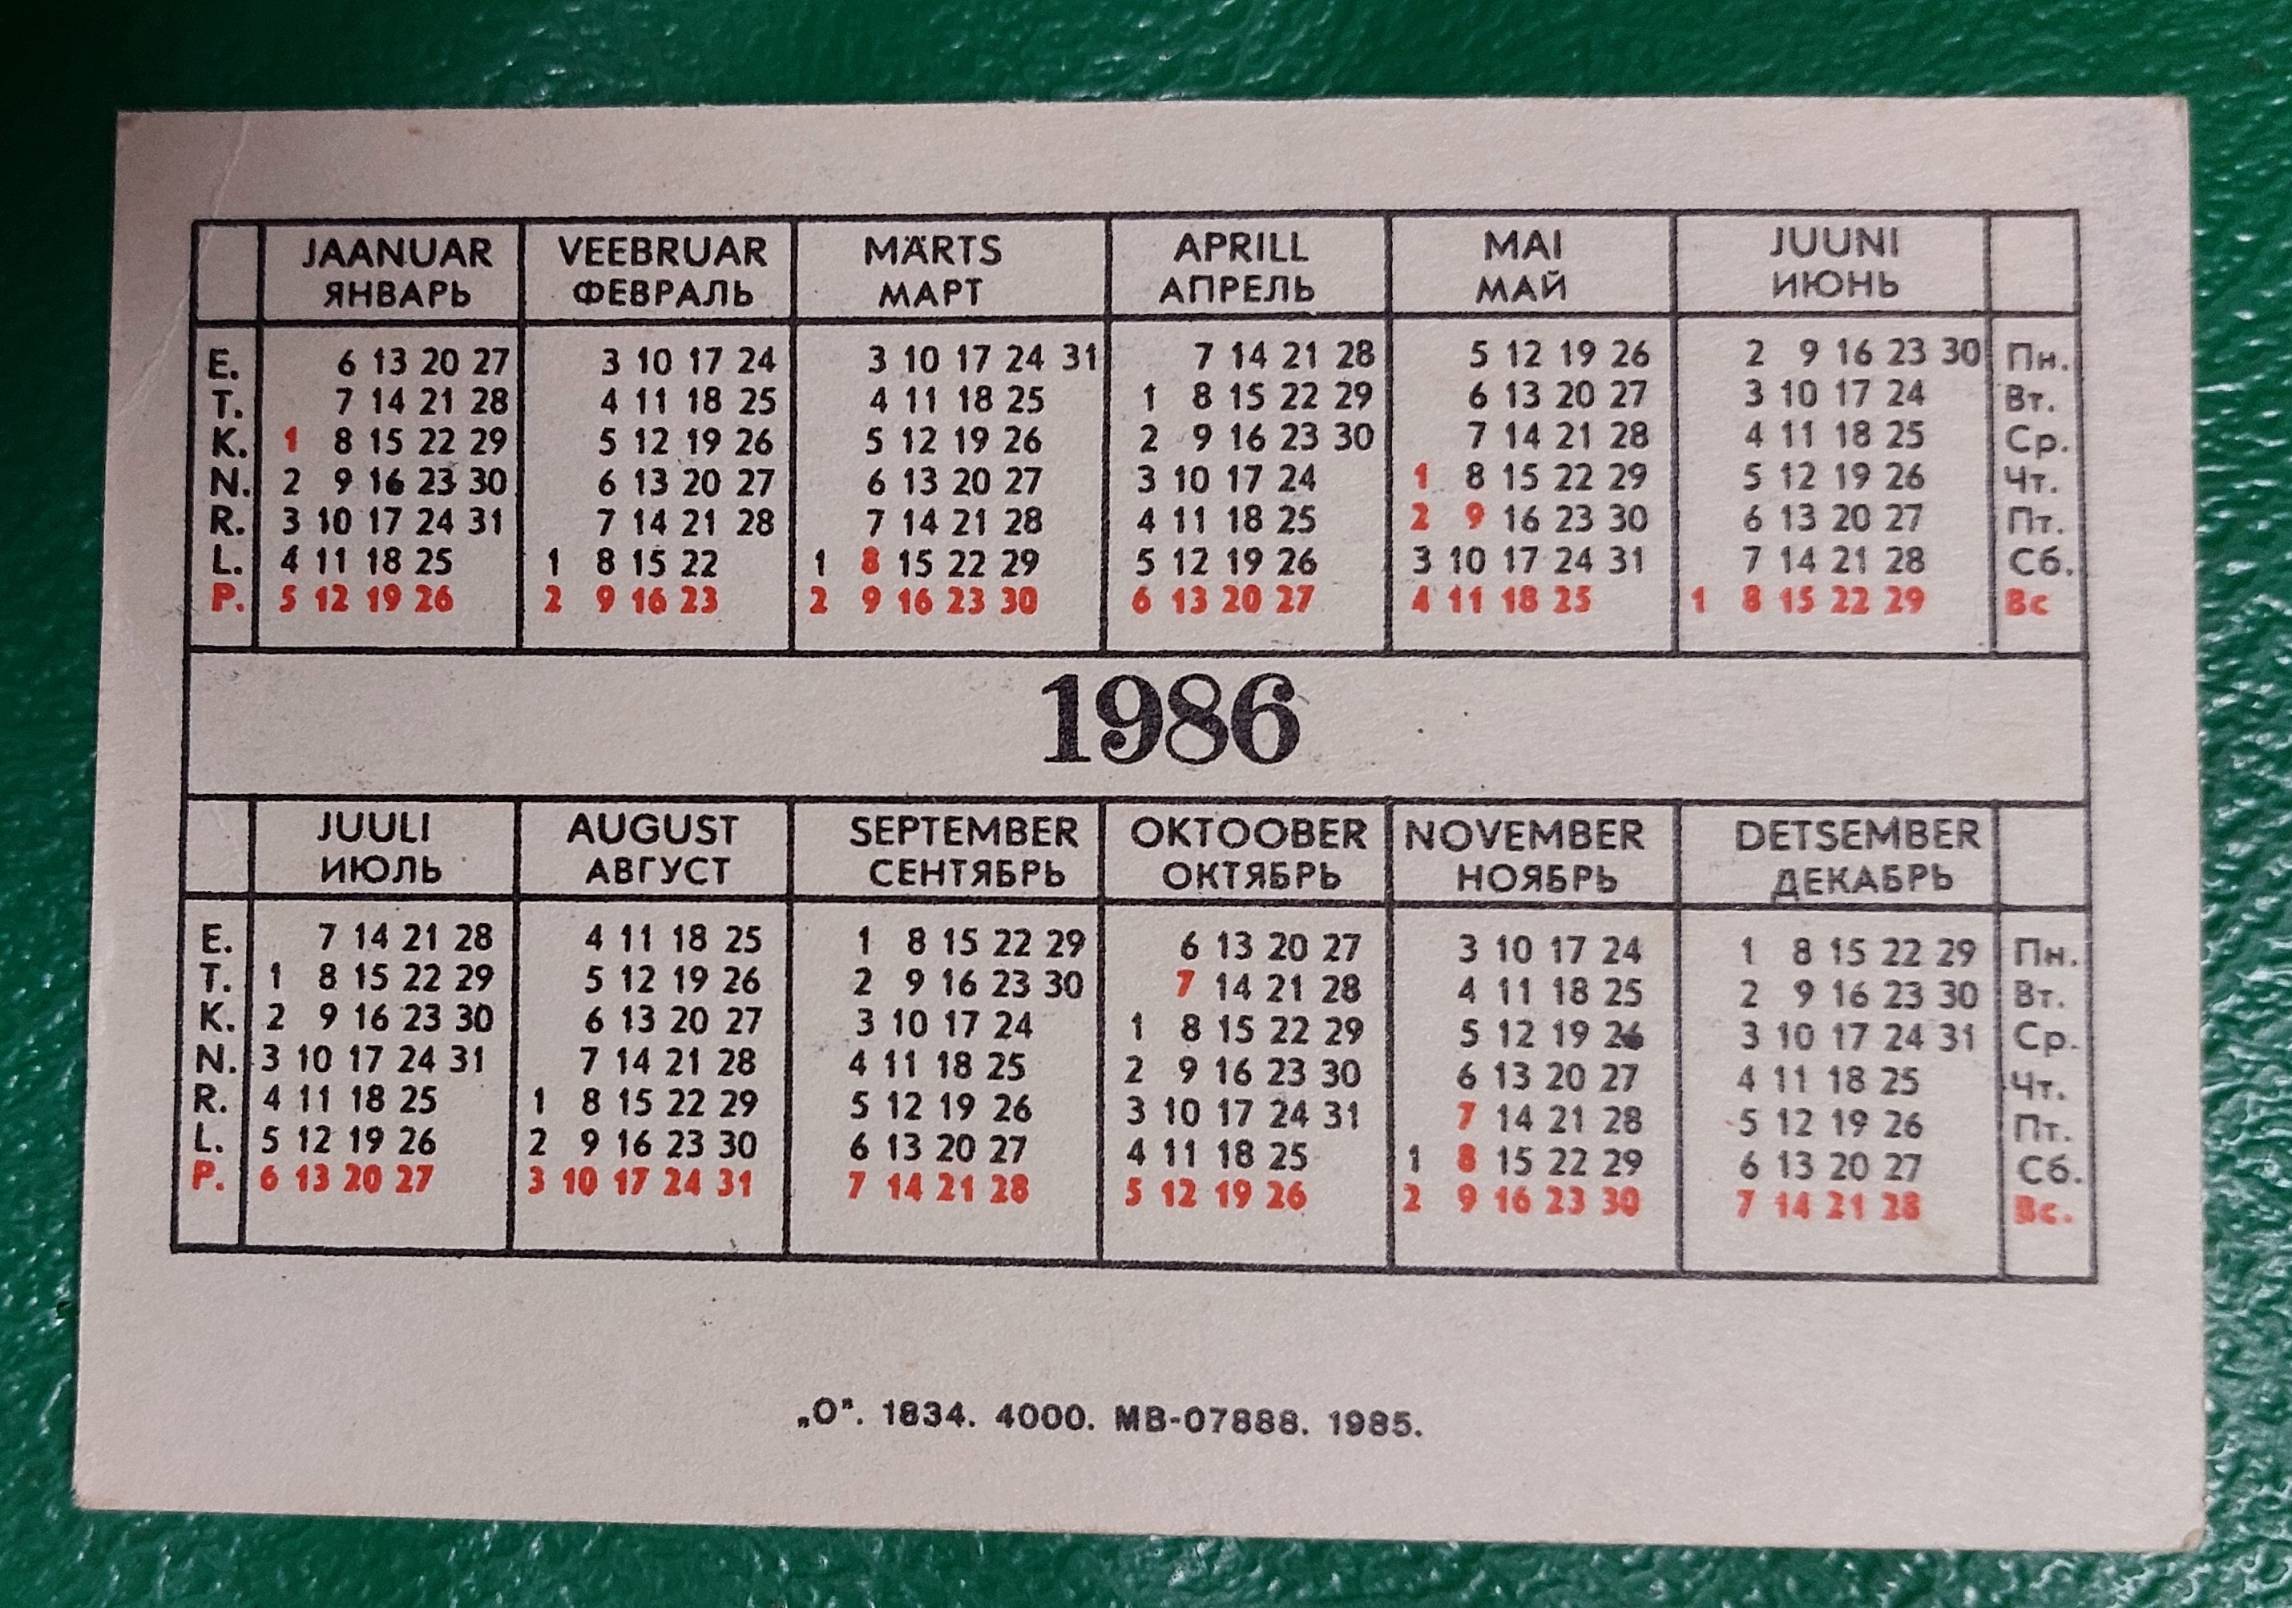 JAANUAR VEEBRUAR MÄRTS APRILL MAI JUUNI
ЯНВАРЬ ФЕВРАЛЬ МАРТ АПРЕЛЬ МАЙ ИЮНЬ
E. 6 13 20 27 3 10 17 24 3 10 17 24 31 7 14 21 28 5 12 19 26 2 9 16 23 30 Пн.
T. 7 14 21 28 4 11 18 25 4 11 18 25 1 8 15 22 29 6 13 20 27 3 10 17 24 Вт.
K. 1 8 15 22 29 5 12 19 26 5 12 19 26 2 9 16 23 30 7 14 21 28 4 11 18 25 Ср.
N. 2 9 16 23 30 6 13 20 27 6 13 20 27 3 10 17 24 1 8 15 22 29 5 12 19 26 Чт.
R. 3 10 17 24 31 7 14 21 28 7 14 21 28 4 11 18 25 2 9 16 23 30 6 13 20 27 Пт.
L. 4 11 18 25 1 8 15 22 1 8 15 22 29 5 12 19 26 3 10 17 24 31 7 14 21 28 Сб.
P. 5 12 19 26 2 9 16 23 2 9 16 23 30 6 13 20 27 4 11 18 25 1 8 15 22 29 Вс
1986
JUULI AUGUST SEPTEMBER OKTOOBER NOVEMBER DETSEMBER
ИЮЛЬ АВГУСТ СЕНТЯБРЬ ОКТЯБРЬ НОЯБРЬ ДЕКАБРЬ
E. 7 14 21 28 4 11 18 25 1 8 15 22 29 6 13 20 27 3 10 17 24 1 8 15 22 29 Пн.
T. 1 8 15 22 29 5 12 19 26 2 9 16 23 30 7 14 21 28 4 11 18 25 2 9 16 23 30 Вт.
K. 2 9 16 23 30 6 13 20 27 3 10 17 24 1 8 15 22 29 5 12 19 26 3 10 17 24 31 Ср.
N. 3 10 17 24 31 7 14 21 28 4 11 18 25 2 9 16 23 30 6 13 20 27 4 11 18 25 Чт.
R. 4 11 18 25 1 8 15 22 29 5 12 19 26 3 10 17 24 31 7 14 21 28 5 12 19 26 Пт.
L. 5 12 19 26 2 9 16 23 30 6 13 20 27 4 11 18 25 1 8 15 22 29 6 13 20 27 Сб.
P. 6 13 20 27 3 10 17 24 31 7 14 21 28 5 12 19 26 2 9 16 23 30 7 14 21 28 Вс.
„O". 1834. 4000. MB-07888. 1985.